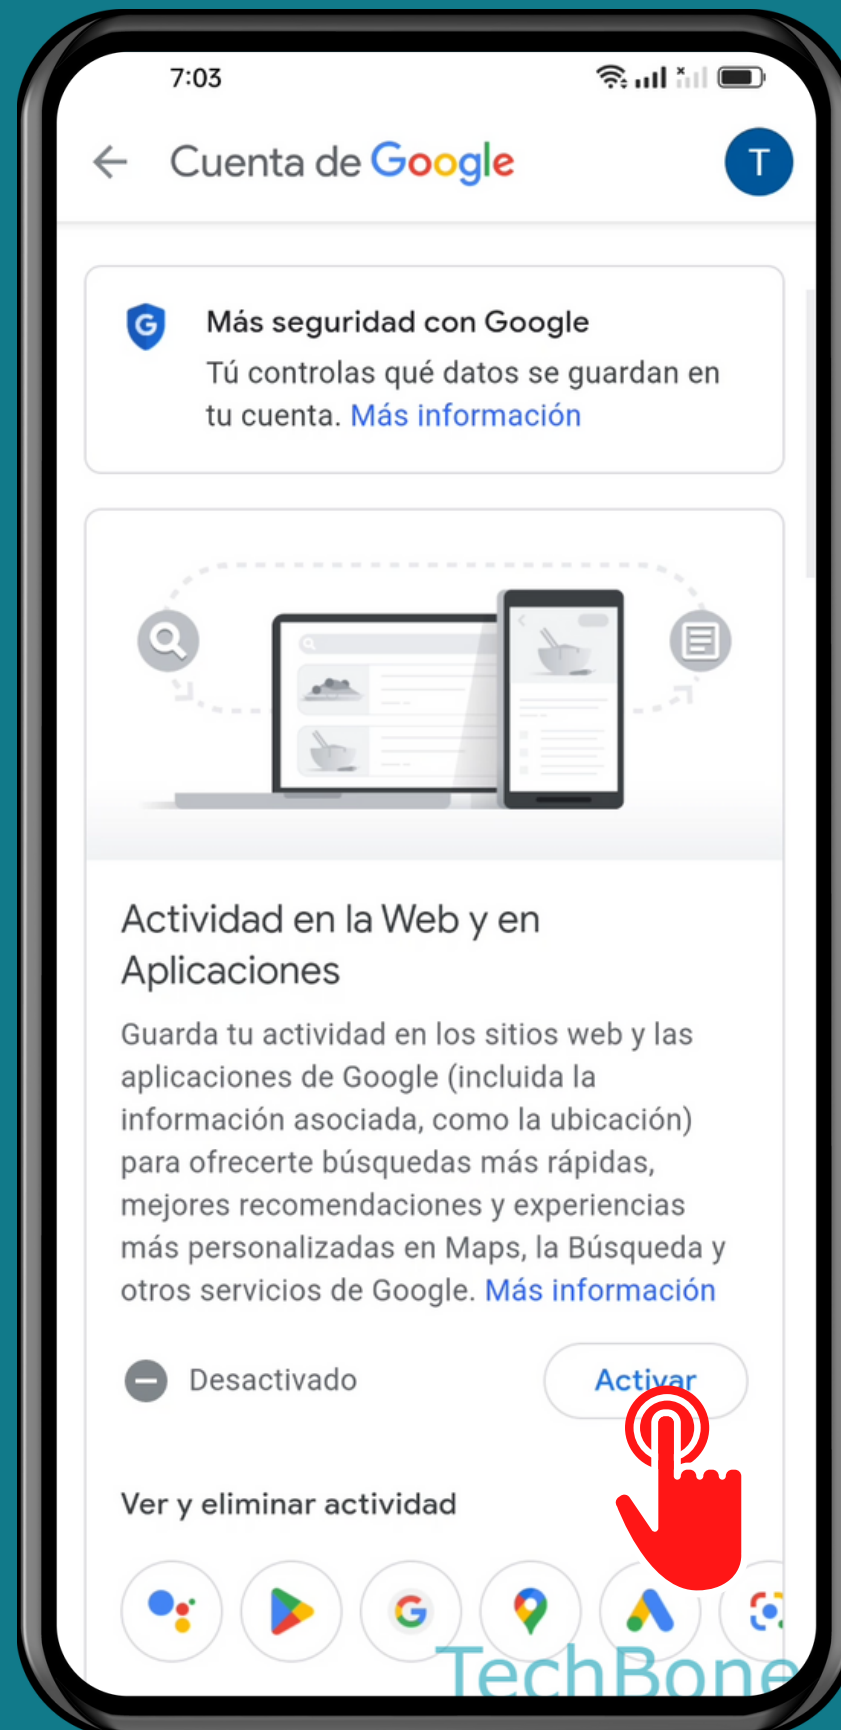 7:03
Cuenta de Google
T
G
Más seguridad con Google
Tú controlas qué datos se guardan en
tu cuenta. Más información
Actividad en la Web y en
Aplicaciones
Guarda tu actividad en los sitios web y las
aplicaciones de Google (incluida la
información asociada, como la ubicación)
para ofrecerte búsquedas más rápidas,
mejores recomendaciones y experiencias
más personalizadas en Maps, la Búsqueda y
otros servicios de Google. Más información
Desactivado
Activar
Ver y eliminar actividad
G
TechBone